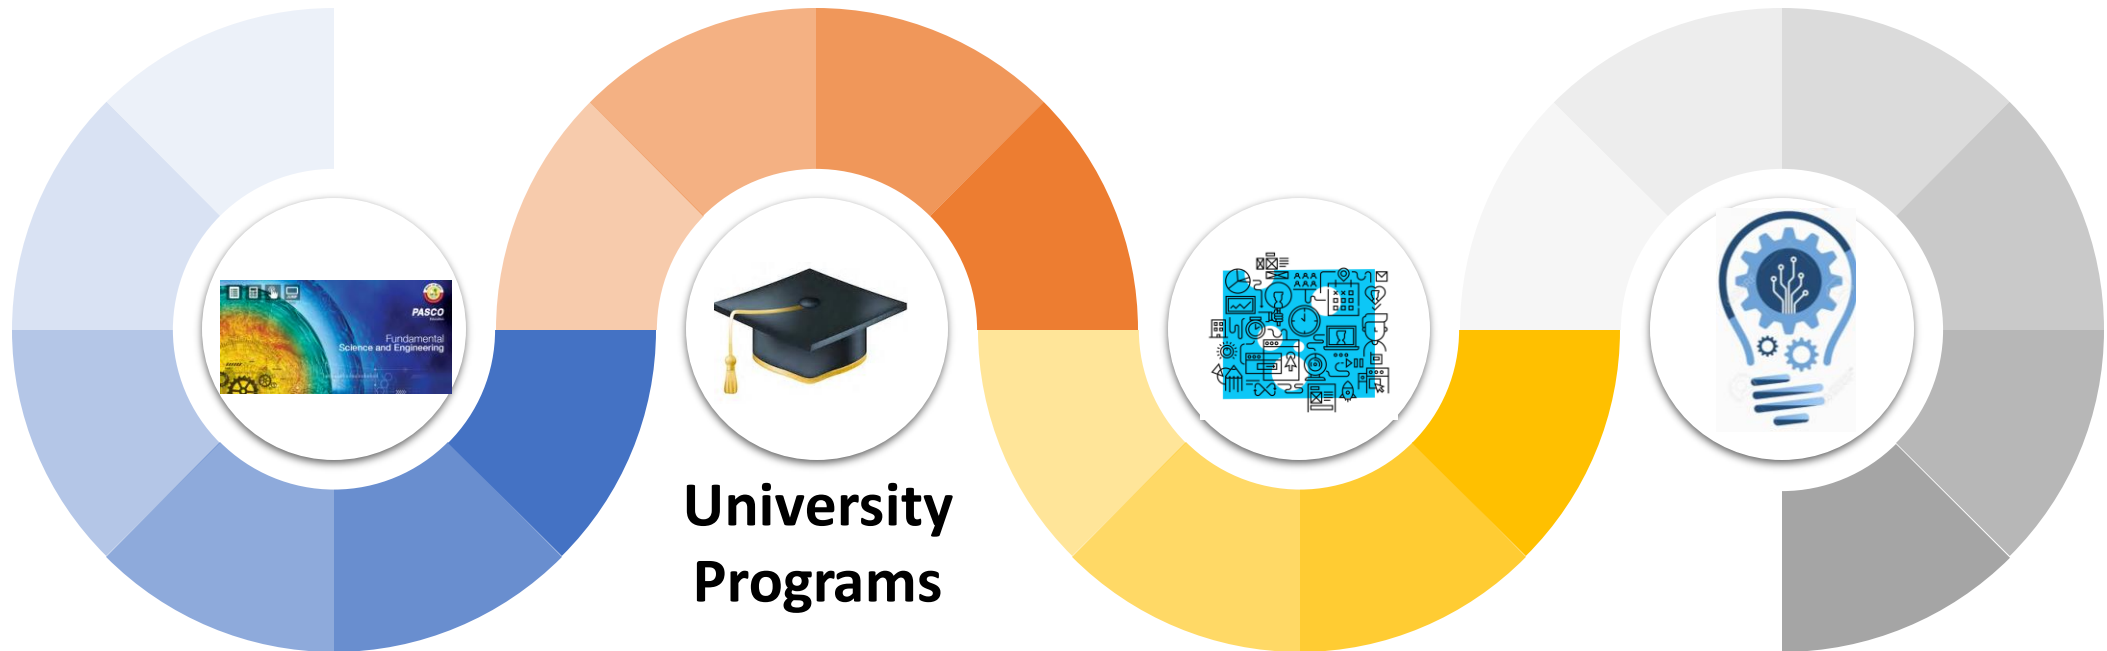 PASCO
Fundamental
Science and Engineering
University
Programs